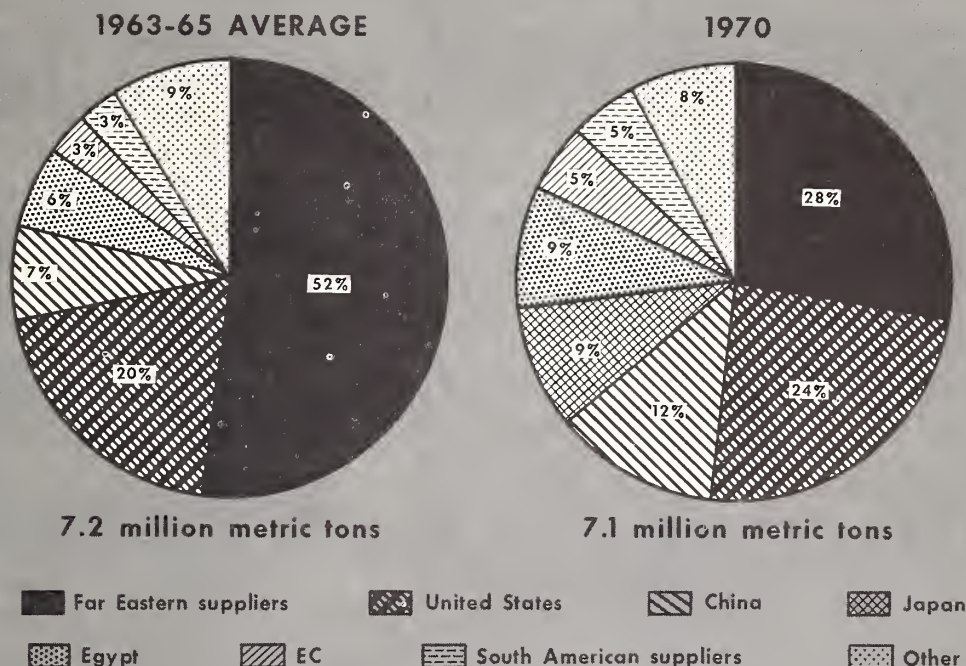 1963-65 AVERAGE
9%
3%
3%
6%
7%
52%
20%
7.2 million metric tons
1970
8%
5%
5%
28%
9%
9%
12%
24%
7.1 million metric tons
Far Eastern suppliers
United States
China
Japan
Egypt
EC
South American suppliers
Other